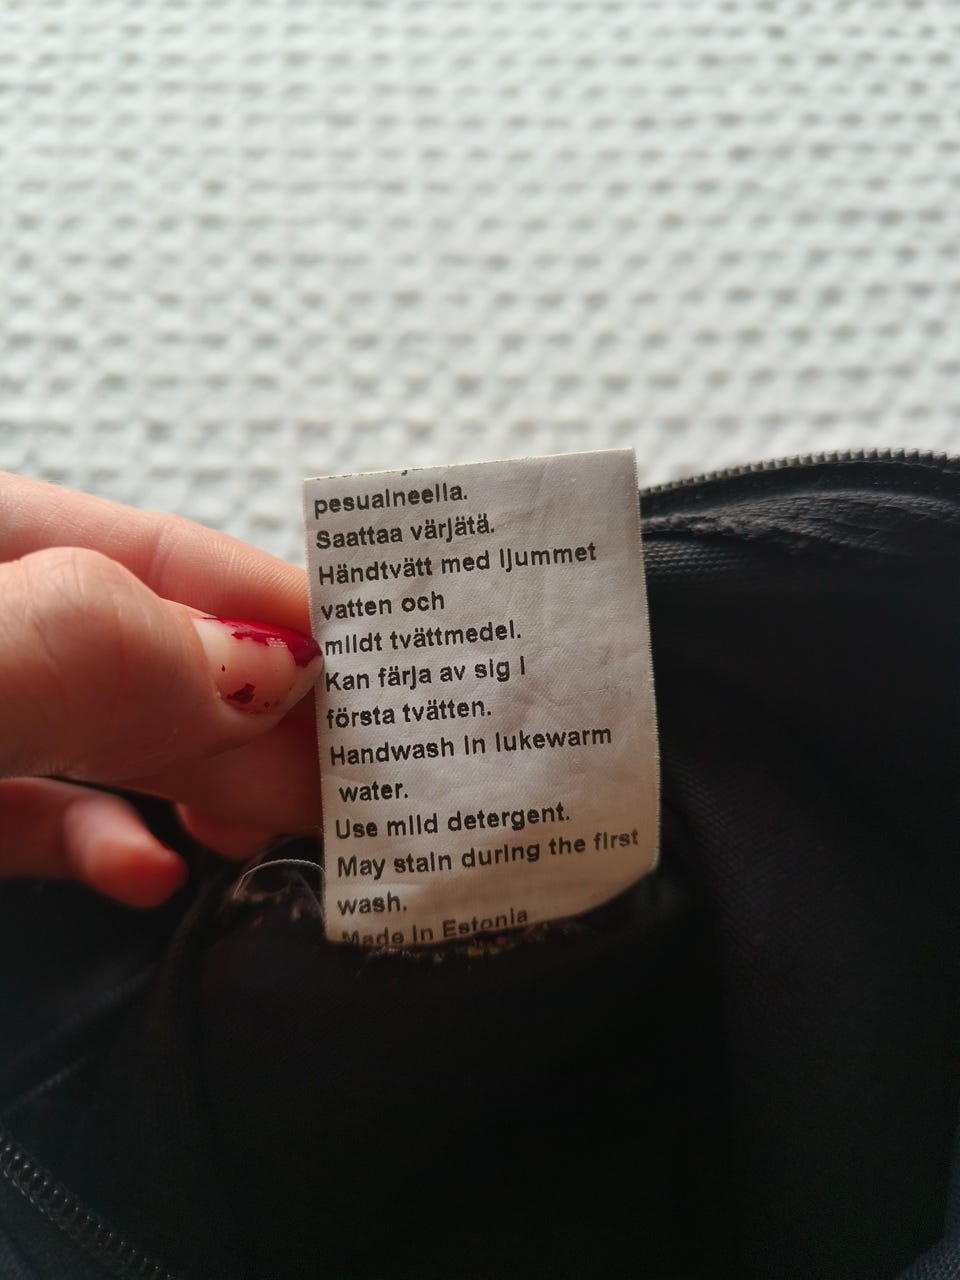 pesualneella.
Saattaa värjätä.
Händtvätt med ljummet
vatten och
mildt tvättmedel.
Kan färja av sig i
första tvätten.
Handwash in lukewarm
water.
Use mild detergent.
May stain during the first
wash.
Made in Estonia